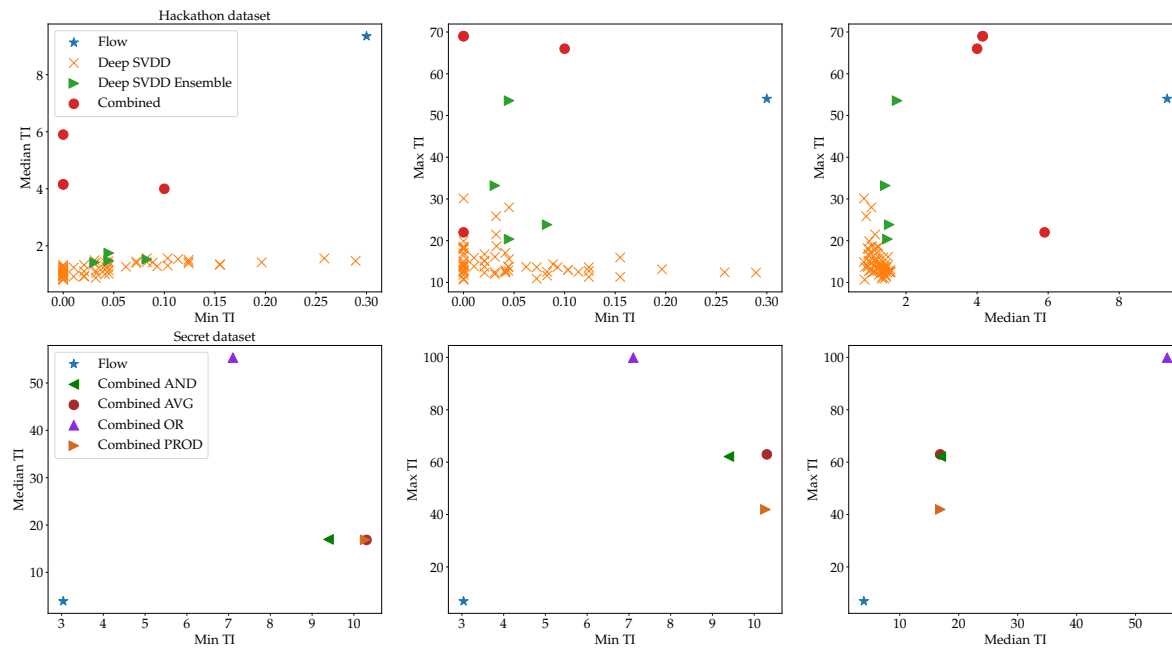 Hackathon dataset
Flow
Deep SVDD
Deep SVDD Ensemble
Combined
Median TI
8
6
4
2
0.00 0.05 0.10 0.15 0.20 0.25 0.30
Min TI
Max TI
70
60
50
40
30
20
10
0.00 0.05 0.10 0.15 0.20 0.25 0.30
Min TI
Max TI
70
60
50
40
30
20
10
2 4 6 8
Median TI
Secret dataset
Flow
Combined AND
Combined AVG
Combined OR
Combined PROD
Median TI
50
40
30
20
10
3 4 5 6 7 8 9 10
Min TI
Max TI
100
80
60
40
20
3 4 5 6 7 8 9 10
Min TI
Max TI
100
80
60
40
20
10 20 30 40 50
Median TI